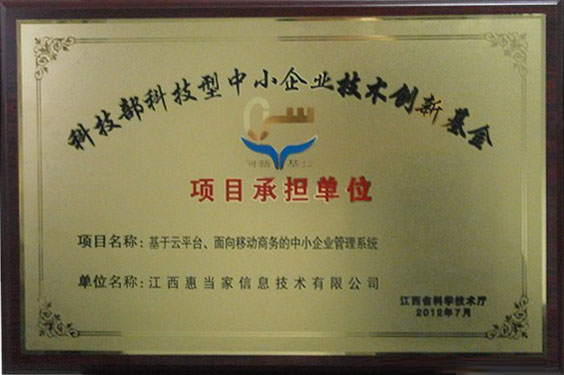 科技部科技型中小企业技术创新基金
项目承担单位
项目名称：基于云平台、面向移动商务的中小企业管理系统
单位名称：江西惠当家信息技术有限公司
江西省科学技术厅
2012年7月